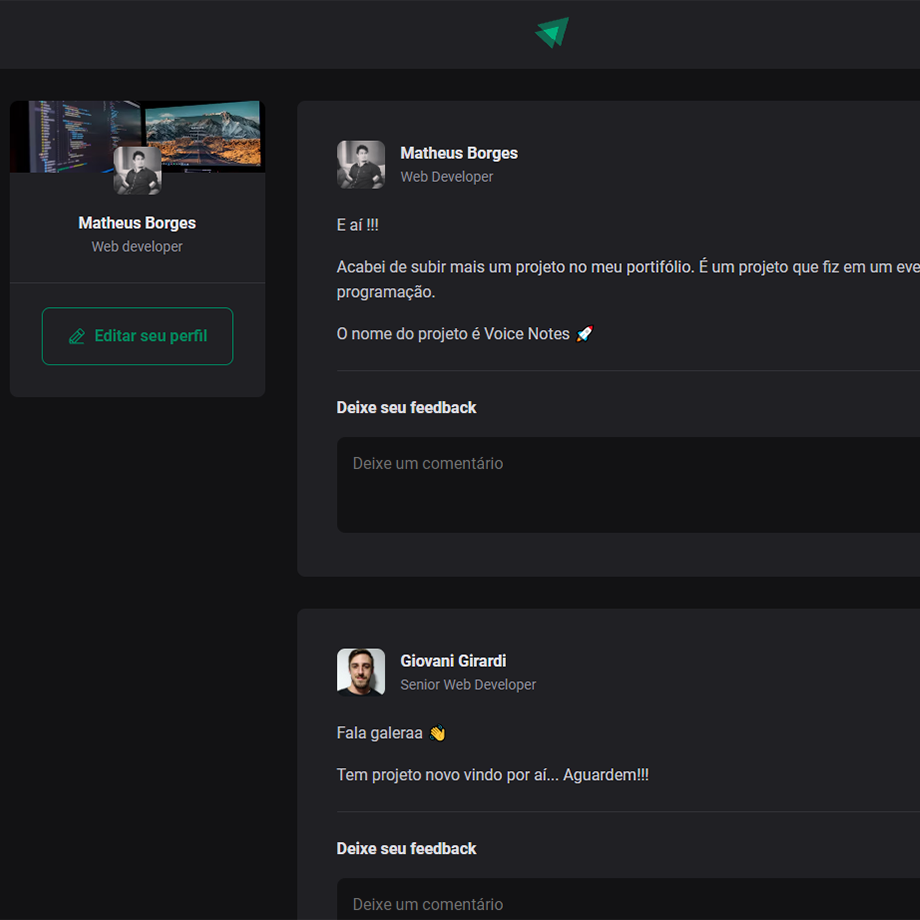 Matheus Borges
Web developer
Editar seu perfil
Matheus Borges
Web Developer
E aí !!!
Acabei de subir mais um projeto no meu portifólio. É um projeto que fiz em um eve
programação.
O nome do projeto é Voice Notes 🚀
Deixe seu feedback
Deixe um comentário
Giovani Girardi
Senior Web Developer
Fala galeraa 👋
Tem projeto novo vindo por aí... Aguardem!!!
Deixe seu feedback
Deixe um comentário